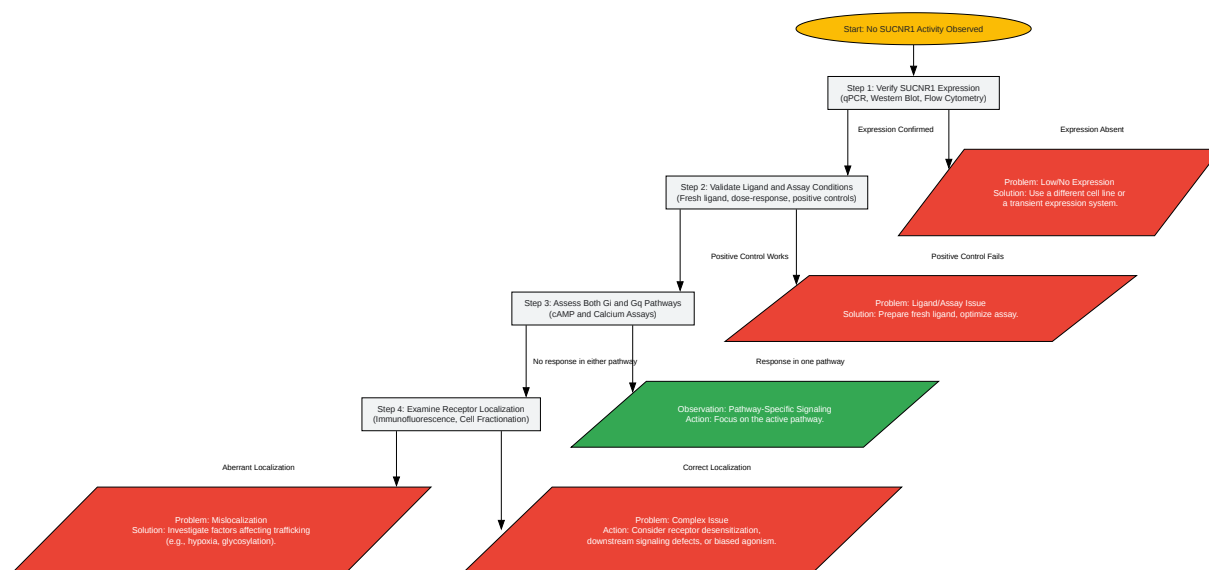 Start: No SUCNR1 Activity Observed
Step 1: Verify SUCNR1 Expression
(qPCR, Western Blot, Flow Cytometry)
Expression Confirmed
Expression Absent
Problem: Low/No Expression
Solution: Use a different cell line or
a transient expression system.
Step 2: Validate Ligand and Assay Conditions
(Fresh ligand, dose-response, positive controls)
Positive Control Works
Positive Control Fails
Problem: Ligand/Assay Issue
Solution: Prepare fresh ligand, optimize assay.
Step 3: Assess Both Gi and Gq Pathways
(cAMP and Calcium Assays)
No response in either pathway
Response in one pathway
Observation: Pathway-Specific Signaling
Action: Focus on the active pathway.
Step 4: Examine Receptor Localization
(Immunofluorescence, Cell Fractionation)
Aberrant Localization
Correct Localization
Problem: Mislocalization
Solution: Investigate factors affecting trafficking
(e.g., hypoxia, glycosylation).
Problem: Complex Issue
Action: Consider receptor desensitization,
downstream signaling defects, or biased agonism.